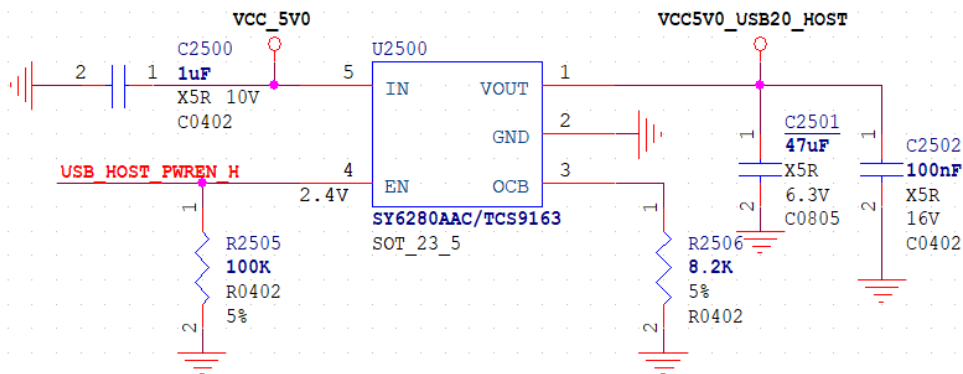 VCC_5V0
VCC5V0_USB20_HOST
C2500
1uF
X5R 10V
C0402
2
1
U2500
5
IN
VOUT
1
GND
2
USB_HOST_PWREN_H
4
2.4V
EN
OCB
3
SY6280AAC/TCS9163
SOT_23_5
1
R2505
100K
R0402
5%
2
1
R2506
8.2K
5%
R0402
2
1
C2501
47uF
X5R
6.3V
C0805
2
1
C2502
100nF
X5R
16V
C0402
2